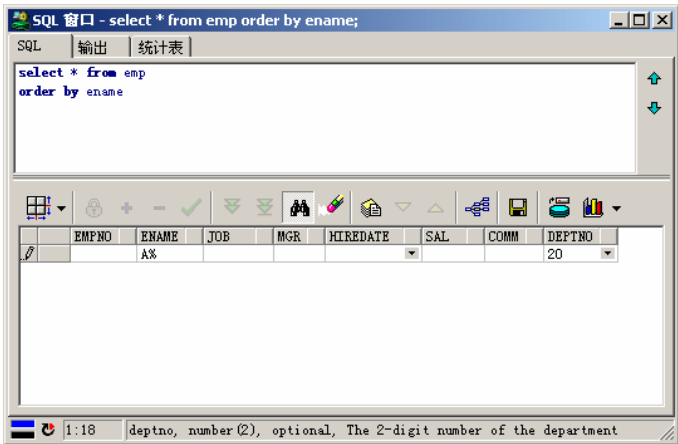 SQL 窗口 - select * from emp order by ename;
SQL 输出 统计表
select * from emp
order by ename
EMPNO ENAME JOB MGR HIREDATE SAL COMM DEPTNO
A% 20
1:18 deptno, number(2), optional, The 2-digit number of the department